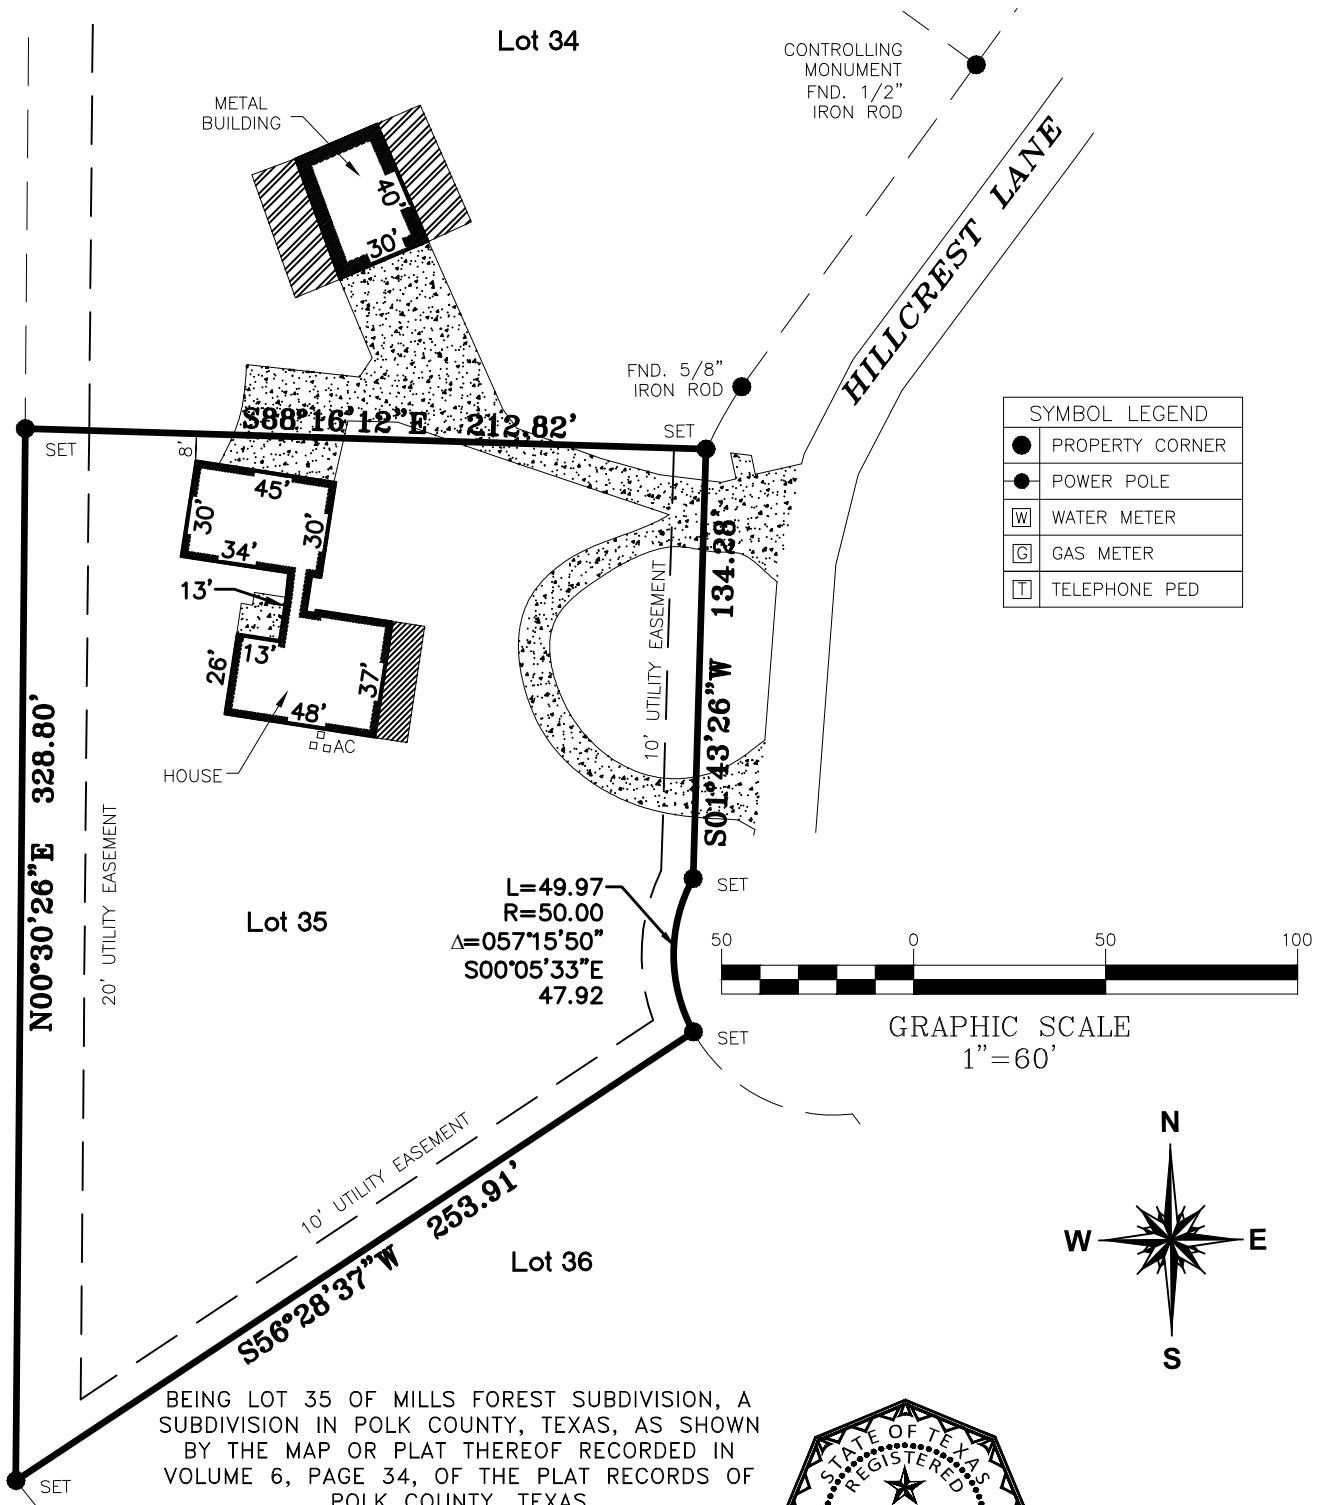 Lot 34
CONTROLLING
MONUMENT
FND. 1/2"
IRON ROD
METAL
BUILDING
40'
30'
HILLCREST LANE
FND. 5/8"
IRON ROD
S88°16'12"E 212.82'
SET
SET
8'
45'
30'
30'
34'
13'
13'
26'
37'
48'
AC
HOUSE
SYMBOL LEGEND
PROPERTY CORNER
POWER POLE
W WATER METER
G GAS METER
T TELEPHONE PED
10' UTILITY EASEMENT
S01°43'26"W 134.28'
N00°30'26"E 328.80'
20' UTILITY EASEMENT
Lot 35
L=49.97
R=50.00
Δ=057°15'50"
S00°05'33"E
47.92
SET
SET
50 0 50 100
GRAPHIC SCALE
1"=60'
10' UTILITY EASEMENT
S56°28'37"W 253.91'
Lot 36
N
W E
S
BEING LOT 35 OF MILLS FOREST SUBDIVISION, A
SUBDIVISION IN POLK COUNTY, TEXAS, AS SHOWN
BY THE MAP OR PLAT THEREOF RECORDED IN
VOLUME 6, PAGE 34, OF THE PLAT RECORDS OF
POLK COUNTY, TEXAS
SET
STATE OF TEXAS
REGISTERED